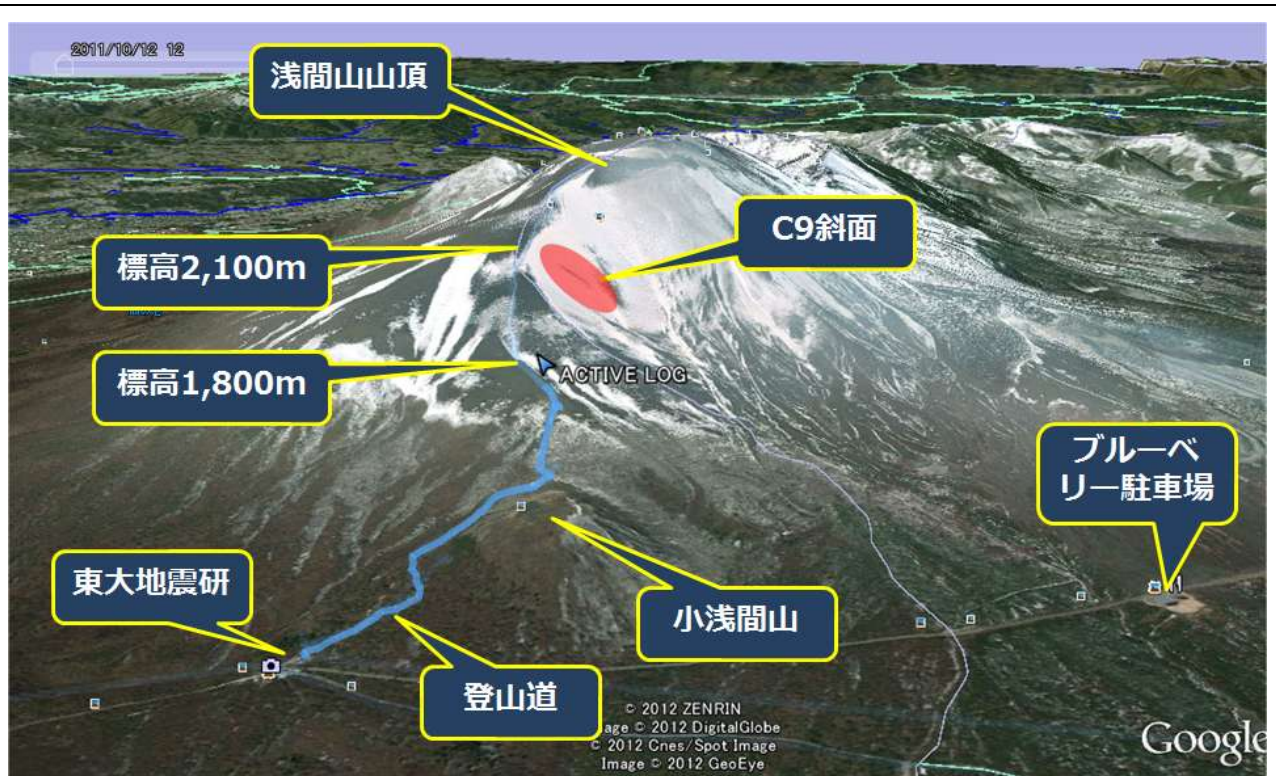 2011/10/12 12
浅間山山頂
C9斜面
標高2,100m
標高1,800m
ACTIVE LOG
ブルーベ
リー駐車場
東大地震研
小浅間山
登山道
© 2012 ZENRIN
age © 2012 DigitalGlobe
© 2012 Cnes/Spot Image
Image © 2012 GeoEye
Google